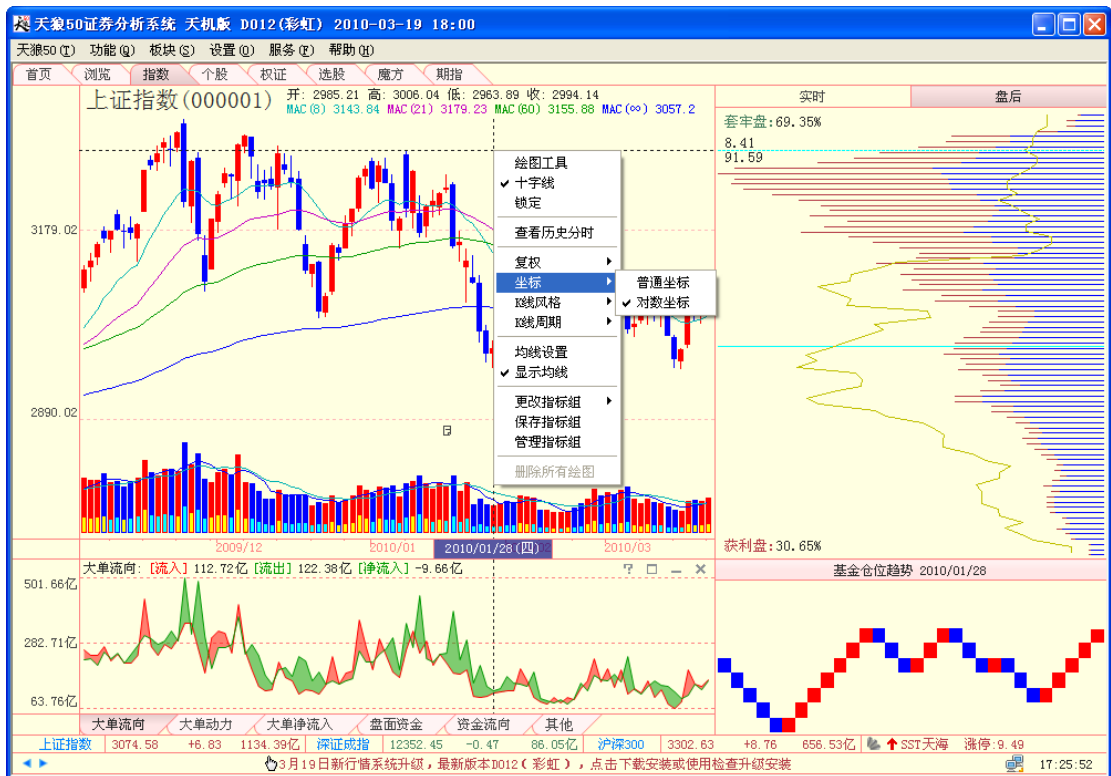 天狼50证券分析系统 天机版 D012(彩虹) 2010-03-19 18:00
天狼50(T) 功能(Q) 板块(S) 设置(O) 服务(F) 帮助(H)
首页 浏览 指数 个股 权证 选股 魔方 期指
上证指数(000001) 开: 2985.21 高: 3006.04 低: 2963.89 收: 2994.14
MAC(8) 3143.84 MAC(21) 3179.23 MAC(60) 3155.88 MAC(∞) 3057.2
实时 盘后
套牢盘:69.35%
8.41
91.59
绘图工具
十字线
锁定
查看历史分时
复权
坐标
K线风格
K线周期
均线设置
显示均线
更改指标组
保存指标组
管理指标组
删除所有绘图
普通坐标
对数坐标
3179.02
2890.02
2009/12 2010/01 2010/01/28(四) 2010/03
获利盘:30.65%
大单流向: [流入] 112.72亿 [流出] 122.38亿 [净流入] -9.66亿
501.66亿
282.71亿
63.76亿
基金仓位趋势 2010/01/28
大单流向 大单动力 大单净流入 盘面资金 资金流向 其他
上证指数 3074.58 +6.83 1134.39亿 深证成指 12352.45 -0.47 86.05亿 沪深300 3302.63 +8.76 656.53亿 SST天海 涨停:9.49
3月19日新行情系统升级，最新版本D012(彩虹)，点击下载安装或使用检查升级安装 17:25:52